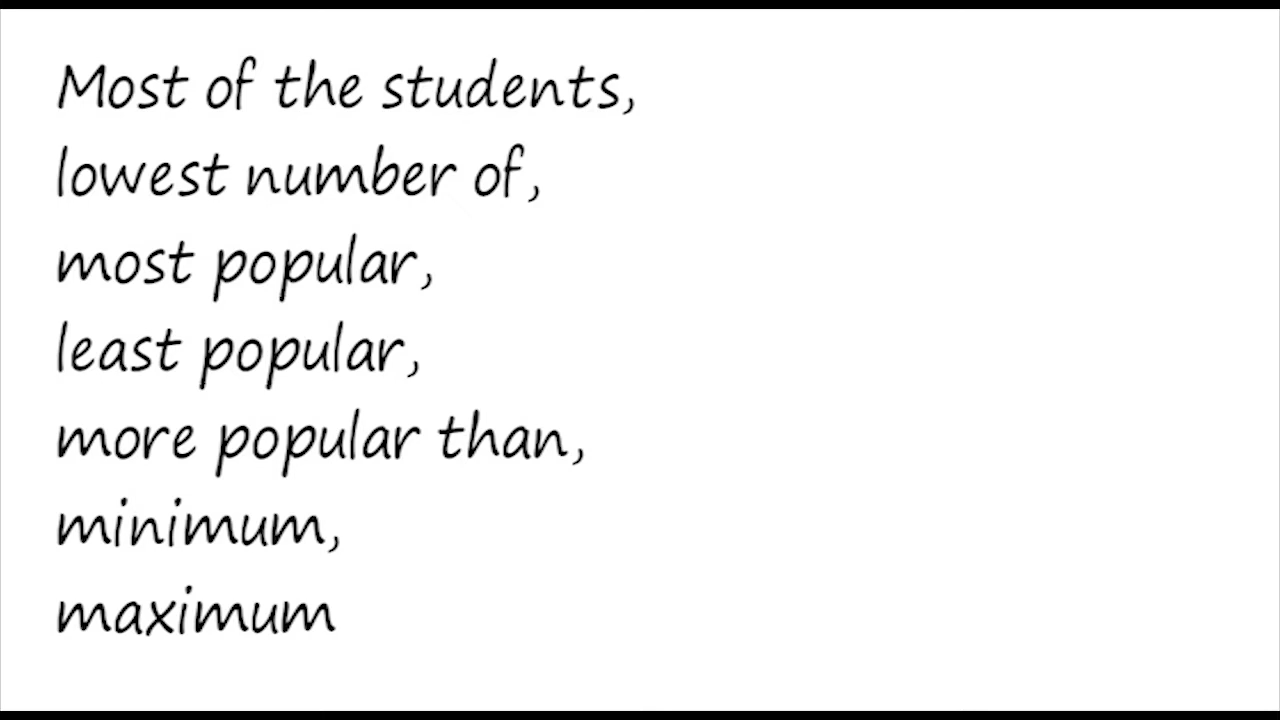 Most of the students,
lowest number of,
most popular,
least popular,
more popular than,
minimum,
maximum